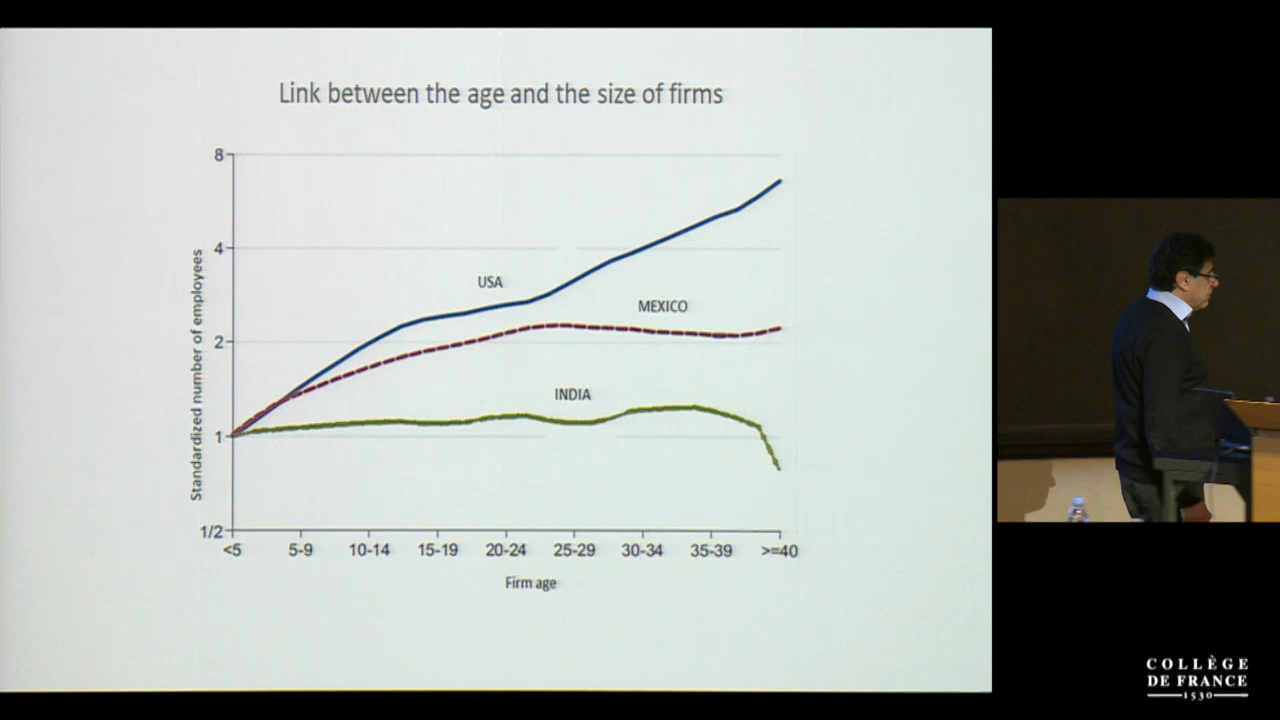 Link between the age and the size of firms
8
4
2
1
1/2
Standardized number of employees
USA
MEXICO
INDIA
<5 5-9 10-14 15-19 20-24 25-29 30-34 35-39 >=40
Firm age
COLLÈGE
DE FRANCE
1530